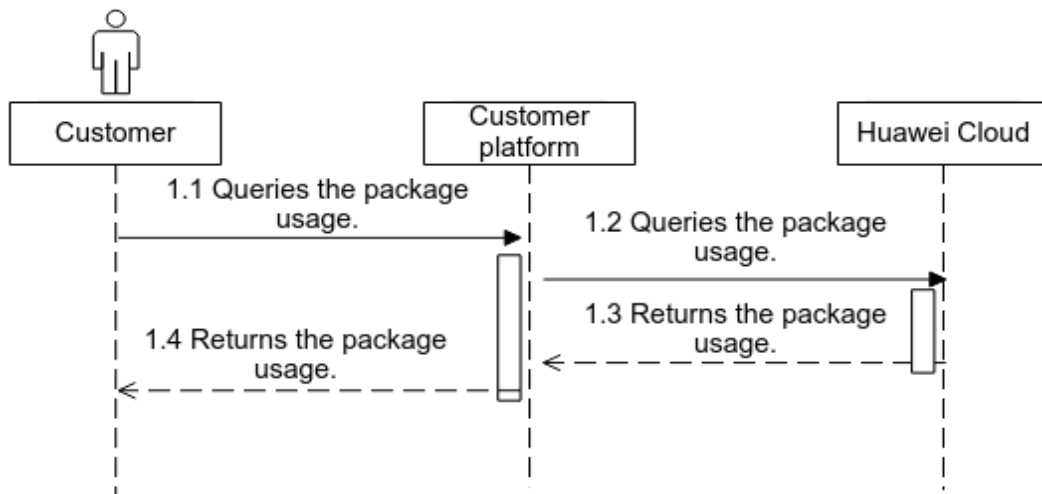 Customer
Customer
platform
Huawei Cloud
1.1 Queries the package
usage.
1.2 Queries the package
usage.
1.3 Returns the package
usage.
1.4 Returns the package
usage.